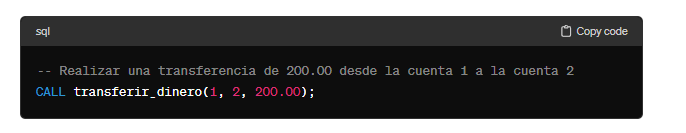 sql
Copy code
-- Realizar una transferencia de 200.00 desde la cuenta 1 a la cuenta 2
CALL transferir_dinero(1, 2, 200.00);